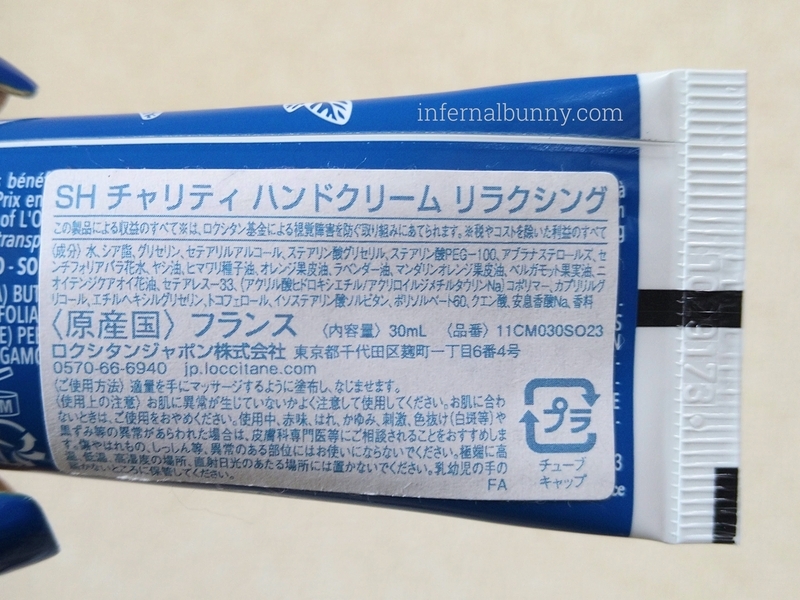 infernalbunny.com
SH チャリティ ハンドクリーム リラクシング
この製品による収益のすべて※は、ロクシタン基金による視覚障害を防ぐ取り組みにあてられます。※税やコストを除いた利益のすべて
〈成分〉水、シア脂、グリセリン、セテアリルアルコール、ステアリン酸グリセリル、ステアリン酸PEG-100、アブラナステロールズ、セ
ンチフォリアバラ花水、ヤシ油、ヒマワリ種子油、オレンジ果皮油、ラベンダー油、マンダリンオレンジ果皮油、ベルガモット果実油、ニ
オイテンジクアオイ花油、セテアレス-33、(アクリル酸ヒドロキシエチル/アクリロイルジメチルタウリンNa)コポリマー、カプリリルグ
リコール、エチルヘキシルグリセリン、トコフェロール、イソステアリン酸ソルビタン、ポリソルベート60、クエン酸、安息香酸Na、香料
〈原産国〉フランス 〈内容量〉30mL 〈品番〉11CM030SO23
ロクシタンジャポン株式会社 東京都千代田区麹町一丁目6番4号
0570-66-6940 jp.loccitane.com
〈ご使用方法〉適量を手にマッサージするように塗布し、なじませます。
〈使用上の注意〉お肌に異常が生じていないかよく注意して使用してください。お肌に合わ
ないときは、ご使用をおやめください。使用中、赤味、はれ、かゆみ、刺激、色抜け(白斑等)や
黒ずみ等の異常があらわれた場合は、皮膚科専門医等にご相談されることをおすすめしま
す。傷やはれもの、しっしん等、異常のある部位にはお使いにならないでください。極端に高
温、低温、高湿度の場所、直射日光のあたる場所には置かないでください。乳幼児の手の
届かないところに保管してください。
FA
プラ
チューブ
キャップ